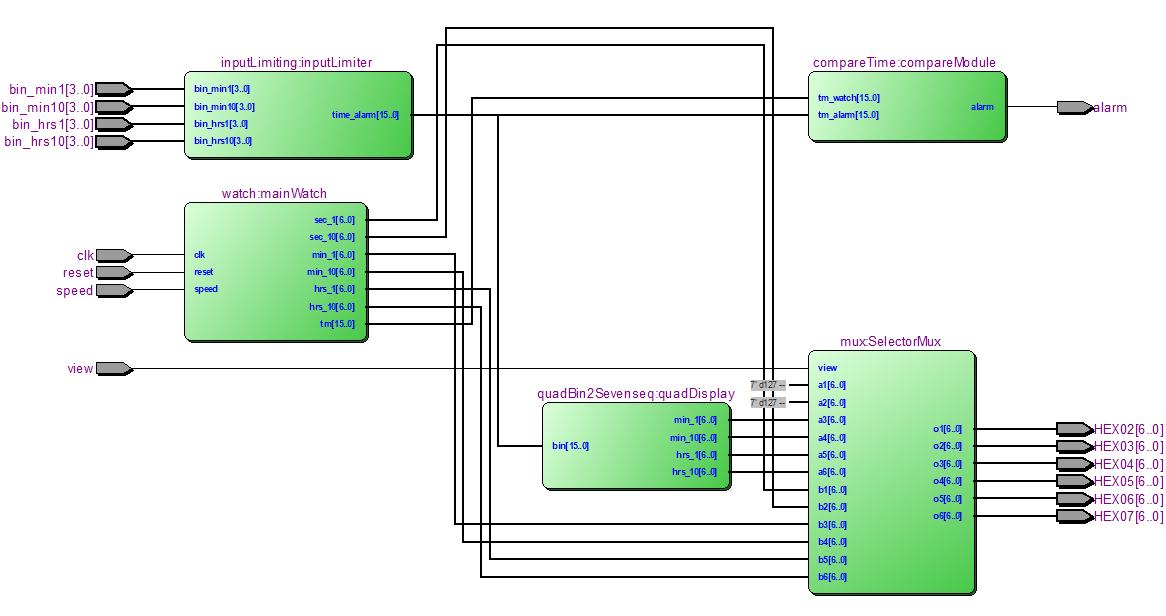 inputLimiting:inputLimiter
bin_min1[3..0]
bin_min10[3..0]
bin_hrs1[3..0]
bin_hrs10[3..0]
bin_min1[3..0]
bin_min10[3..0]
bin_hrs1[3..0]
bin_hrs10[3..0]
time_alarm[15..0]
compareTime:compareModule
tm_watch[15..0]
tm_alarm[15..0]
alarm
alarm
watch:mainWatch
clk
reset
speed
clk
reset
speed
sec_1[6..0]
sec_10[6..0]
min_1[6..0]
min_10[6..0]
hrs_1[6..0]
hrs_10[6..0]
tm[15..0]
view
quadBin2Sevenseq:quadDisplay
bin[15..0]
min_1[6..0]
min_10[6..0]
hrs_1[6..0]
hrs_10[6..0]
7' d127 --
7' d127 --
mux:SelectorMux
view
a1[6..0]
a2[6..0]
a3[6..0]
a4[6..0]
a5[6..0]
a6[6..0]
b1[6..0]
b2[6..0]
b3[6..0]
b4[6..0]
b5[6..0]
b6[6..0]
o1[6..0]
o2[6..0]
o3[6..0]
o4[6..0]
o5[6..0]
o6[6..0]
HEX02[6..0]
HEX03[6..0]
HEX04[6..0]
HEX05[6..0]
HEX06[6..0]
HEX07[6..0]